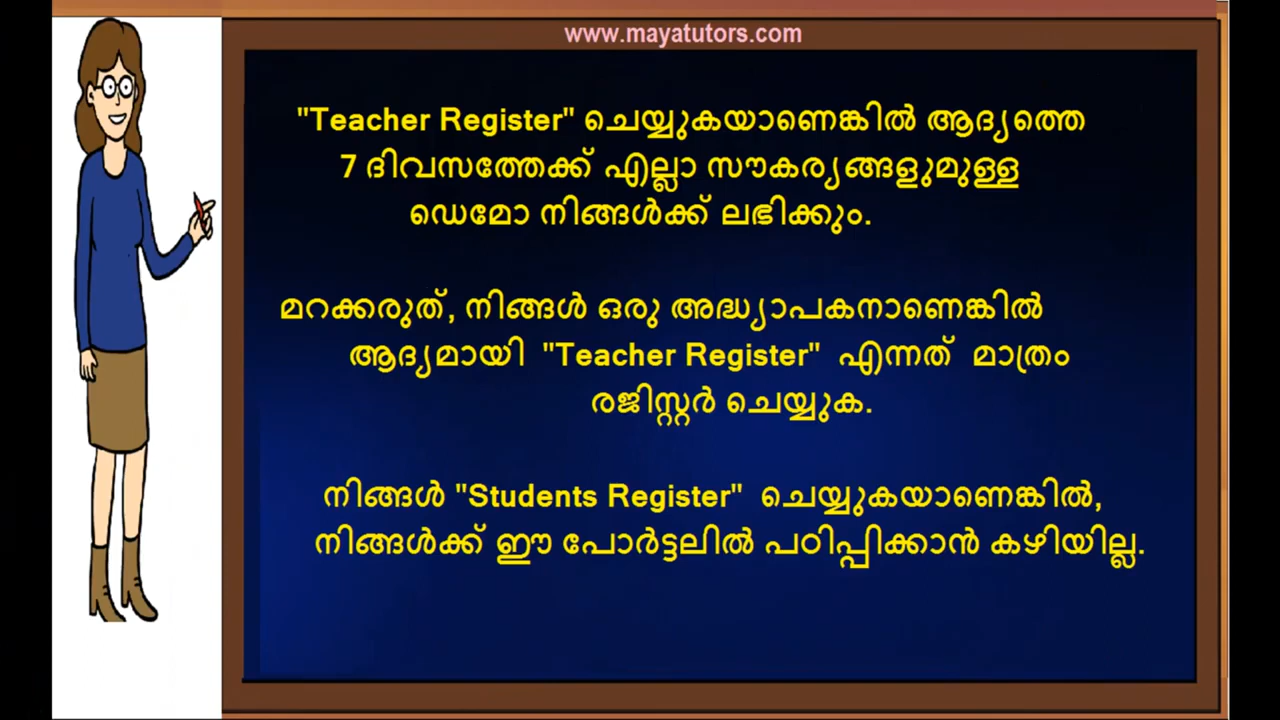 www.mayatutors.com
"Teacher Register" ചെയ്യുകയാണെങ്കിൽ ആദ്യത്തെ
7 ദിവസത്തേക്ക് എല്ലാ സൗകര്യങ്ങളുമുള്ള
ഡെമോ നിങ്ങൾക്ക് ലഭിക്കും.
മറക്കരുത്, നിങ്ങൾ ഒരു അദ്ധ്യാപകനാണെങ്കിൽ
ആദ്യമായി "Teacher Register" എന്നത് മാത്രം
രജിസ്റ്റർ ചെയ്യുക.
നിങ്ങൾ "Students Register" ചെയ്യുകയാണെങ്കിൽ,
നിങ്ങൾക്ക് ഈ പോർട്ടലിൽ പഠിപ്പിക്കാൻ കഴിയില്ല.